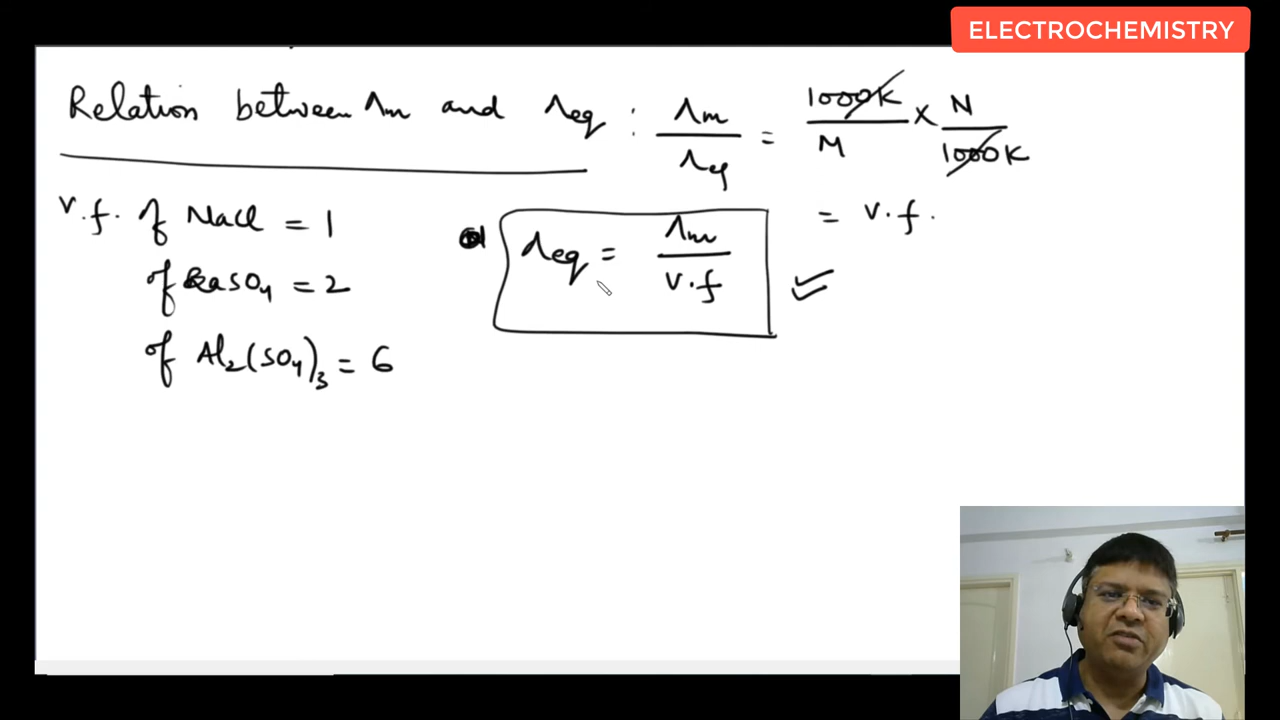 ELECTROCHEMISTRY
Relation between Λm and Λeq : Λm/Λeq = 1000K/M × N/1000K
v.f. of NaCl = 1
= v.f.
Λeq = Λm/v.f
of BaSO4 = 2
of Al2(SO4)3 = 6